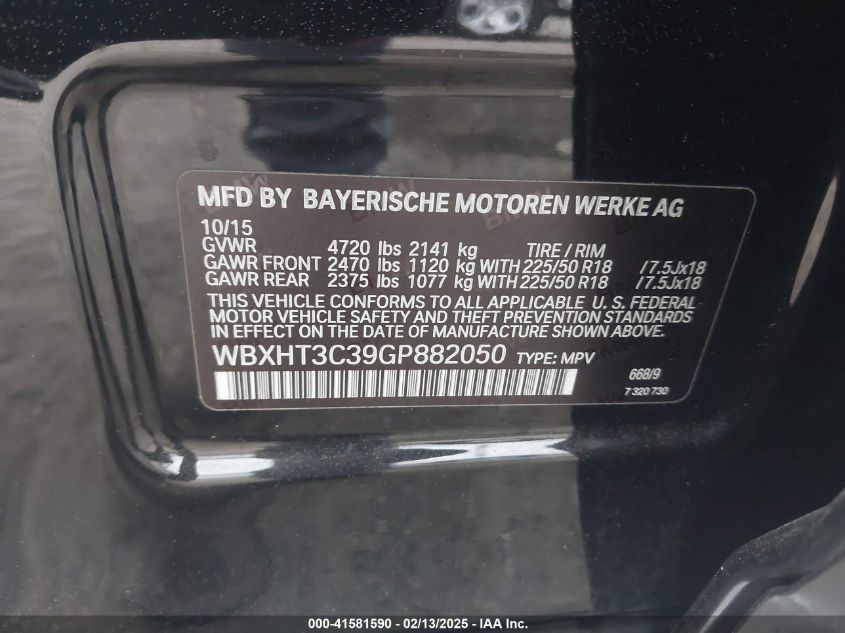 MFD BY BAYERISCHE MOTOREN WERKE AG
10/15
GVWR 4720 lbs 2141 kg TIRE / RIM
GAWR FRONT 2470 lbs 1120 kg WITH 225/50 R18 /7.5Jx18
GAWR REAR 2375 lbs 1077 kg WITH 225/50 R18 /7.5Jx18
THIS VEHICLE CONFORMS TO ALL APPLICABLE U. S. FEDERAL
MOTOR VEHICLE SAFETY AND THEFT PREVENTION STANDARDS
IN EFFECT ON THE DATE OF MANUFACTURE SHOWN ABOVE.
WBXHT3C39GP882050 TYPE: MPV
668/9
7 320 730
000-41581590 - 02/13/2025 - IAA Inc.